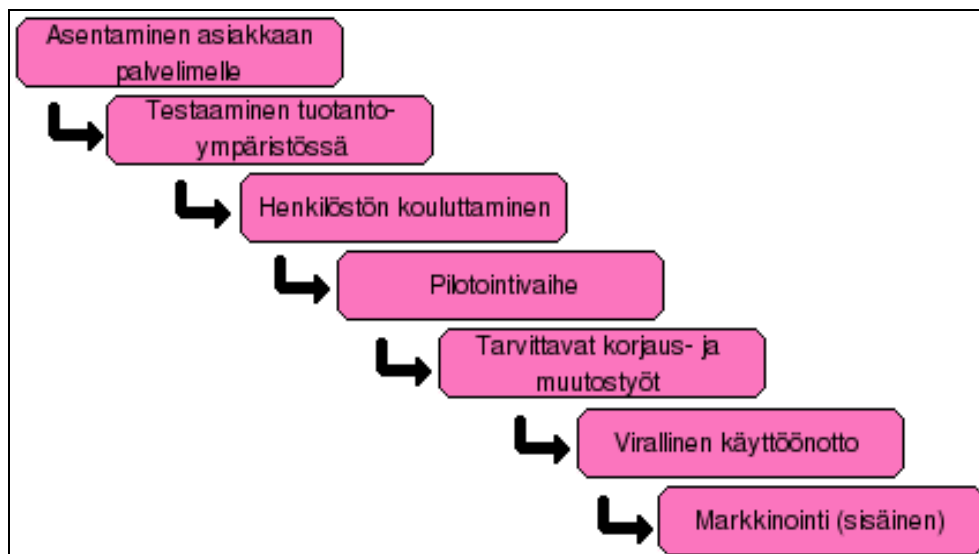 Asentaminen asiakkaan
palvelimelle
Testaaminen tuotanto-
ympäristössä
Henkilöstön kouluttaminen
Pilotointivaihe
Tarvittavat korjaus- ja
muutostyöt
Virallinen käyttöönotto
Markkinointi (sisäinen)